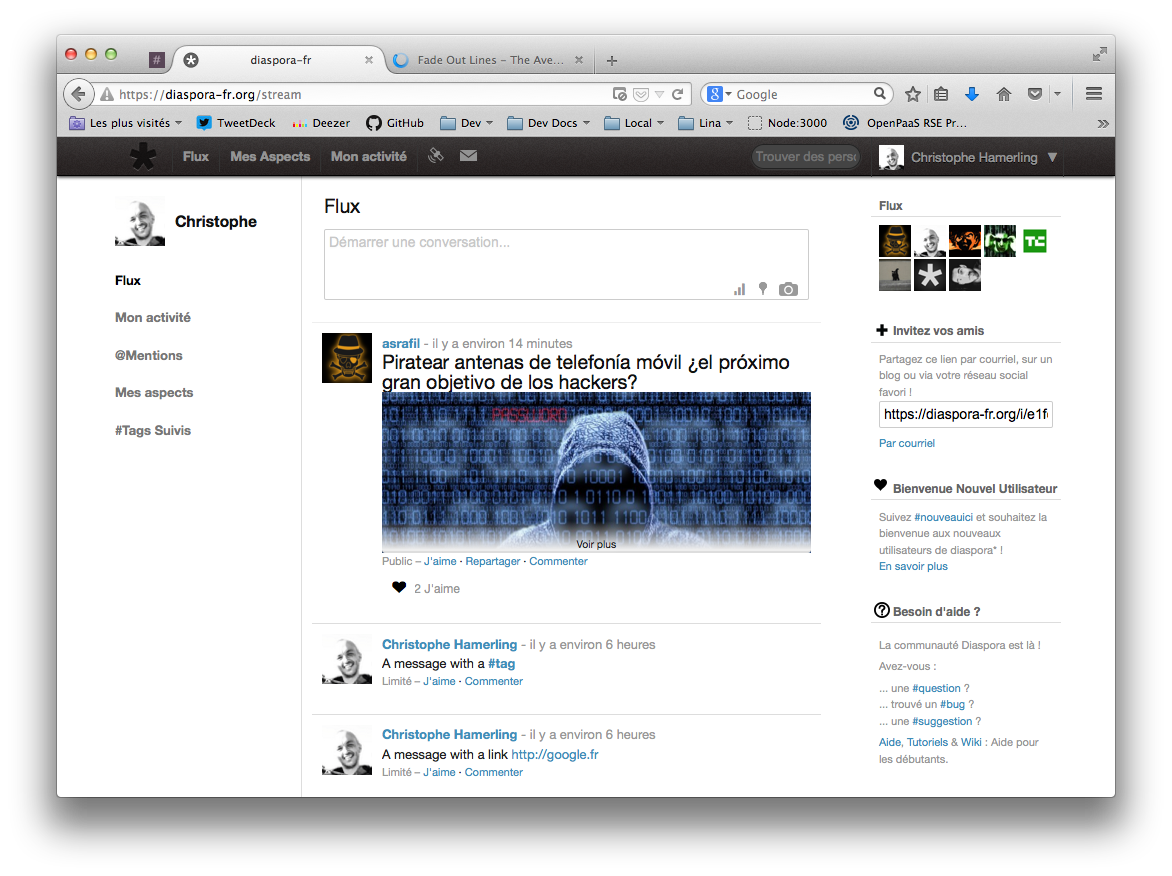 #
diaspora-fr
Fade Out Lines – The Ave...
https://diaspora-fr.org/stream
Google
Les plus visités
TweetDeck
Deezer
GitHub
Dev
Dev Docs
Local
Lina
Node:3000
OpenPaaS RSE Pr...
Flux
Mes Aspects
Mon activité
Trouver des perso
Christophe Hamerling ▼
Christophe
Flux
Mon activité
@Mentions
Mes aspects
#Tags Suivis
Flux
Démarrer une conversation...
asrafil - il y a environ 14 minutes
Piratear antenas de telefonía móvil ¿el próximo
gran objetivo de los hackers?
PASSWORD
Voir plus
Public – J'aime · Repartager · Commenter
2 J'aime
Christophe Hamerling - il y a environ 6 heures
A message with a #tag
Limité – J'aime · Commenter
Christophe Hamerling - il y a environ 6 heures
A message with a link http://google.fr
Limité – J'aime · Commenter
Flux
TC
Invitez vos amis
Partagez ce lien par courriel, sur un
blog ou via votre réseau social
favori !
https://diaspora-fr.org/i/e1f
Par courriel
Bienvenue Nouvel Utilisateur
Suivez #nouveauici et souhaitez la
bienvenue aux nouveaux
utilisateurs de diaspora* !
En savoir plus
Besoin d'aide ?
La communauté Diaspora est là !
Avez-vous :
... une #question ?
... trouvé un #bug ?
... une #suggestion ?
Aide, Tutoriels & Wiki : Aide pour
les débutants.